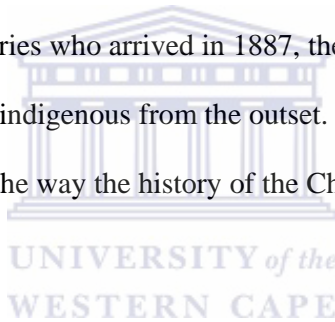 ries who arrived in 1887, the
indigenous from the outset.
he way the history of the Ch
UNIVERSITY of the
WESTERN CAPE